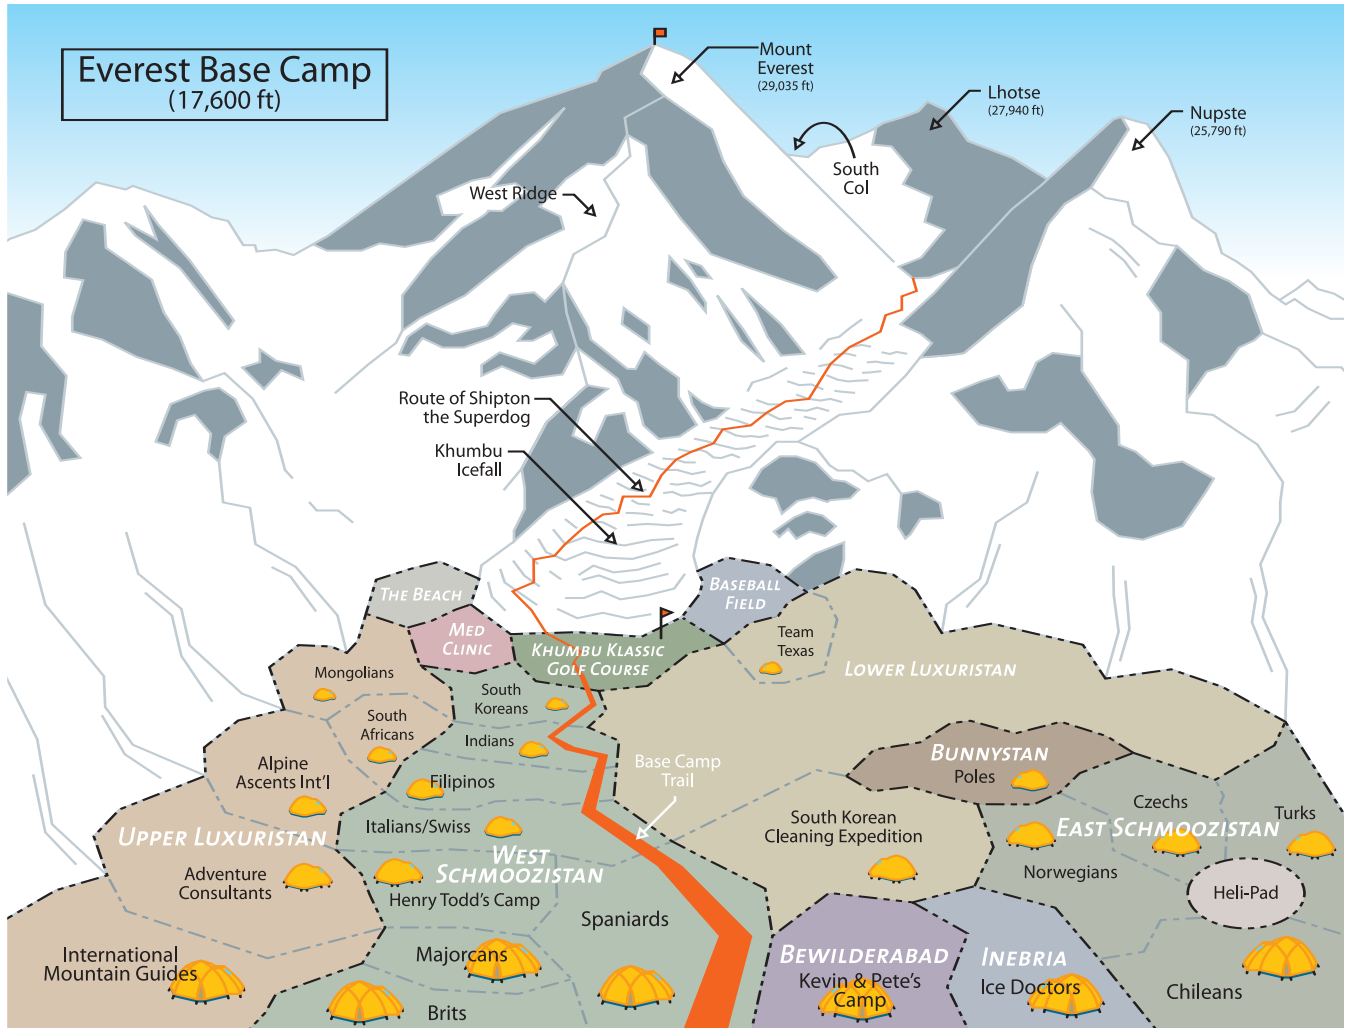 Everest Base Camp
(17,600 ft)
Mount
Everest
(29,035 ft)
Lhotse
(27,940 ft)
Nupste
(25,790 ft)
South
Col
West Ridge
Route of Shipton
the Superdog
Khumbu
Icefall
THE BEACH
BASEBALL
FIELD
MED
CLINIC
KHUMBU KLASSIC
GOLF COURSE
Team
Texas
LOWER LUXURISTAN
Mongolians
South
Koreans
South
Africans
Indians
BUNNYSTAN
Poles
Alpine
Ascents Int'l
Filipinos
Base Camp
Trail
Czechs
Turks
UPPER LUXURISTAN
Italians/Swiss
South Korean
Cleaning Expedition
EAST SCHMOOZISTAN
WEST
SCHMOOZISTAN
Adventure
Consultants
Norwegians
Henry Todd's Camp
Heli-Pad
Spaniards
International
Mountain Guides
Majorcans
BEWILDERABAD
Kevin & Pete's
Camp
INEBRIA
Ice Doctors
Chileans
Brits